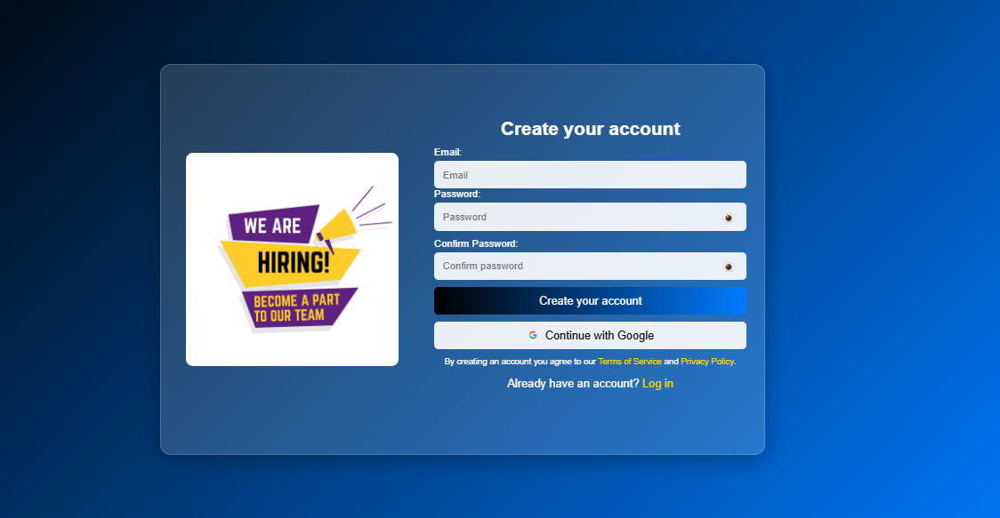 WE ARE
HIRING!
BECOME A PART
TO OUR TEAM
Create your account
Email:
Email
Password:
Password
Confirm Password:
Confirm password
Create your account
Continue with Google
By creating an account you agree to our Terms of Service and Privacy Policy.
Already have an account? Log in